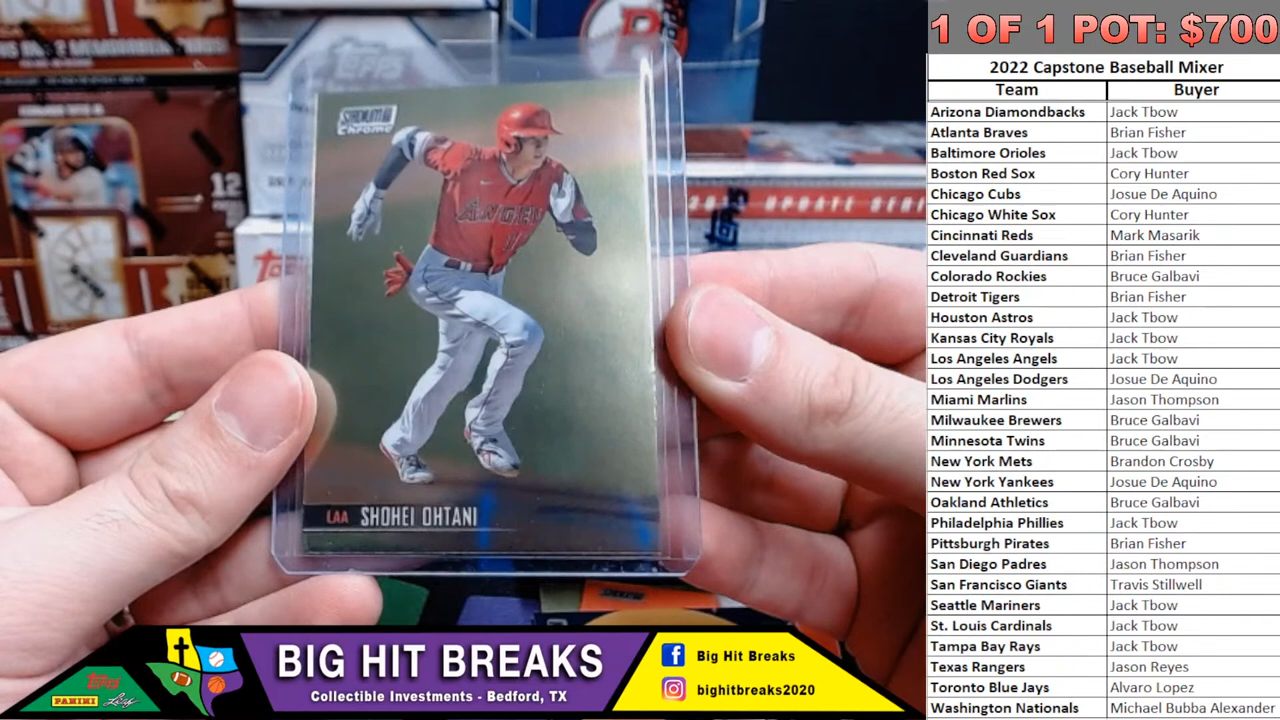 1 OF 1 POT: $700
2022 Capstone Baseball Mixer
Team Buyer
Arizona Diamondbacks Jack Tbow
Atlanta Braves Brian Fisher
Baltimore Orioles Jack Tbow
Boston Red Sox Cory Hunter
Chicago Cubs Josue De Aquino
Chicago White Sox Cory Hunter
Cincinnati Reds Mark Masarik
Cleveland Guardians Brian Fisher
Colorado Rockies Bruce Galbavi
Detroit Tigers Brian Fisher
Houston Astros Jack Tbow
Kansas City Royals Jack Tbow
Los Angeles Angels Jack Tbow
Los Angeles Dodgers Josue De Aquino
Miami Marlins Jason Thompson
Milwaukee Brewers Bruce Galbavi
Minnesota Twins Bruce Galbavi
New York Mets Brandon Crosby
New York Yankees Josue De Aquino
Oakland Athletics Bruce Galbavi
Philadelphia Phillies Jack Tbow
Pittsburgh Pirates Brian Fisher
San Diego Padres Jason Thompson
San Francisco Giants Travis Stillwell
Seattle Mariners Jack Tbow
St. Louis Cardinals Jack Tbow
Tampa Bay Rays Jack Tbow
Texas Rangers Jason Reyes
Toronto Blue Jays Alvaro Lopez
Washington Nationals Michael Bubba Alexander
Topps
12
UPDATE SERI
STADIUM
Chrome
ANGELS
LAA SHOHEI OHTANI
BIG HIT BREAKS
Collectible Investments - Bedford, TX
Big Hit Breaks
bighitbreaks2020
Topps
PANINI
Leaf